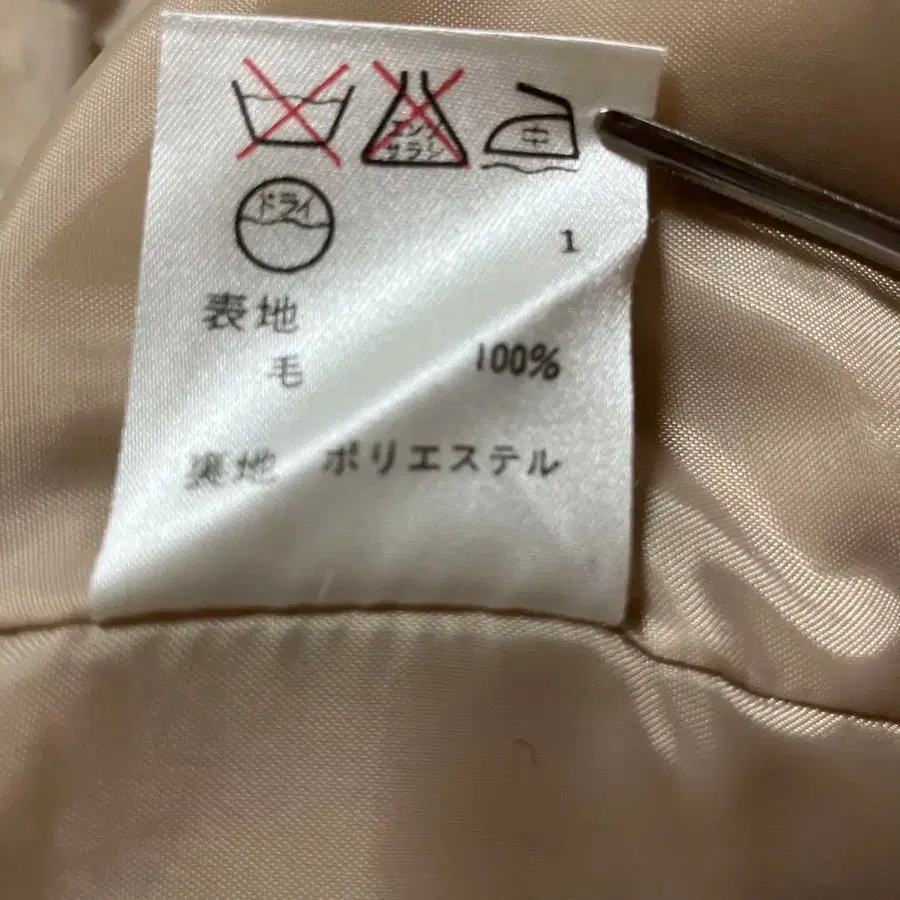 エンソ
サラシ
中
ドライ
1
表地
毛 100%
裏地 ポリエステル